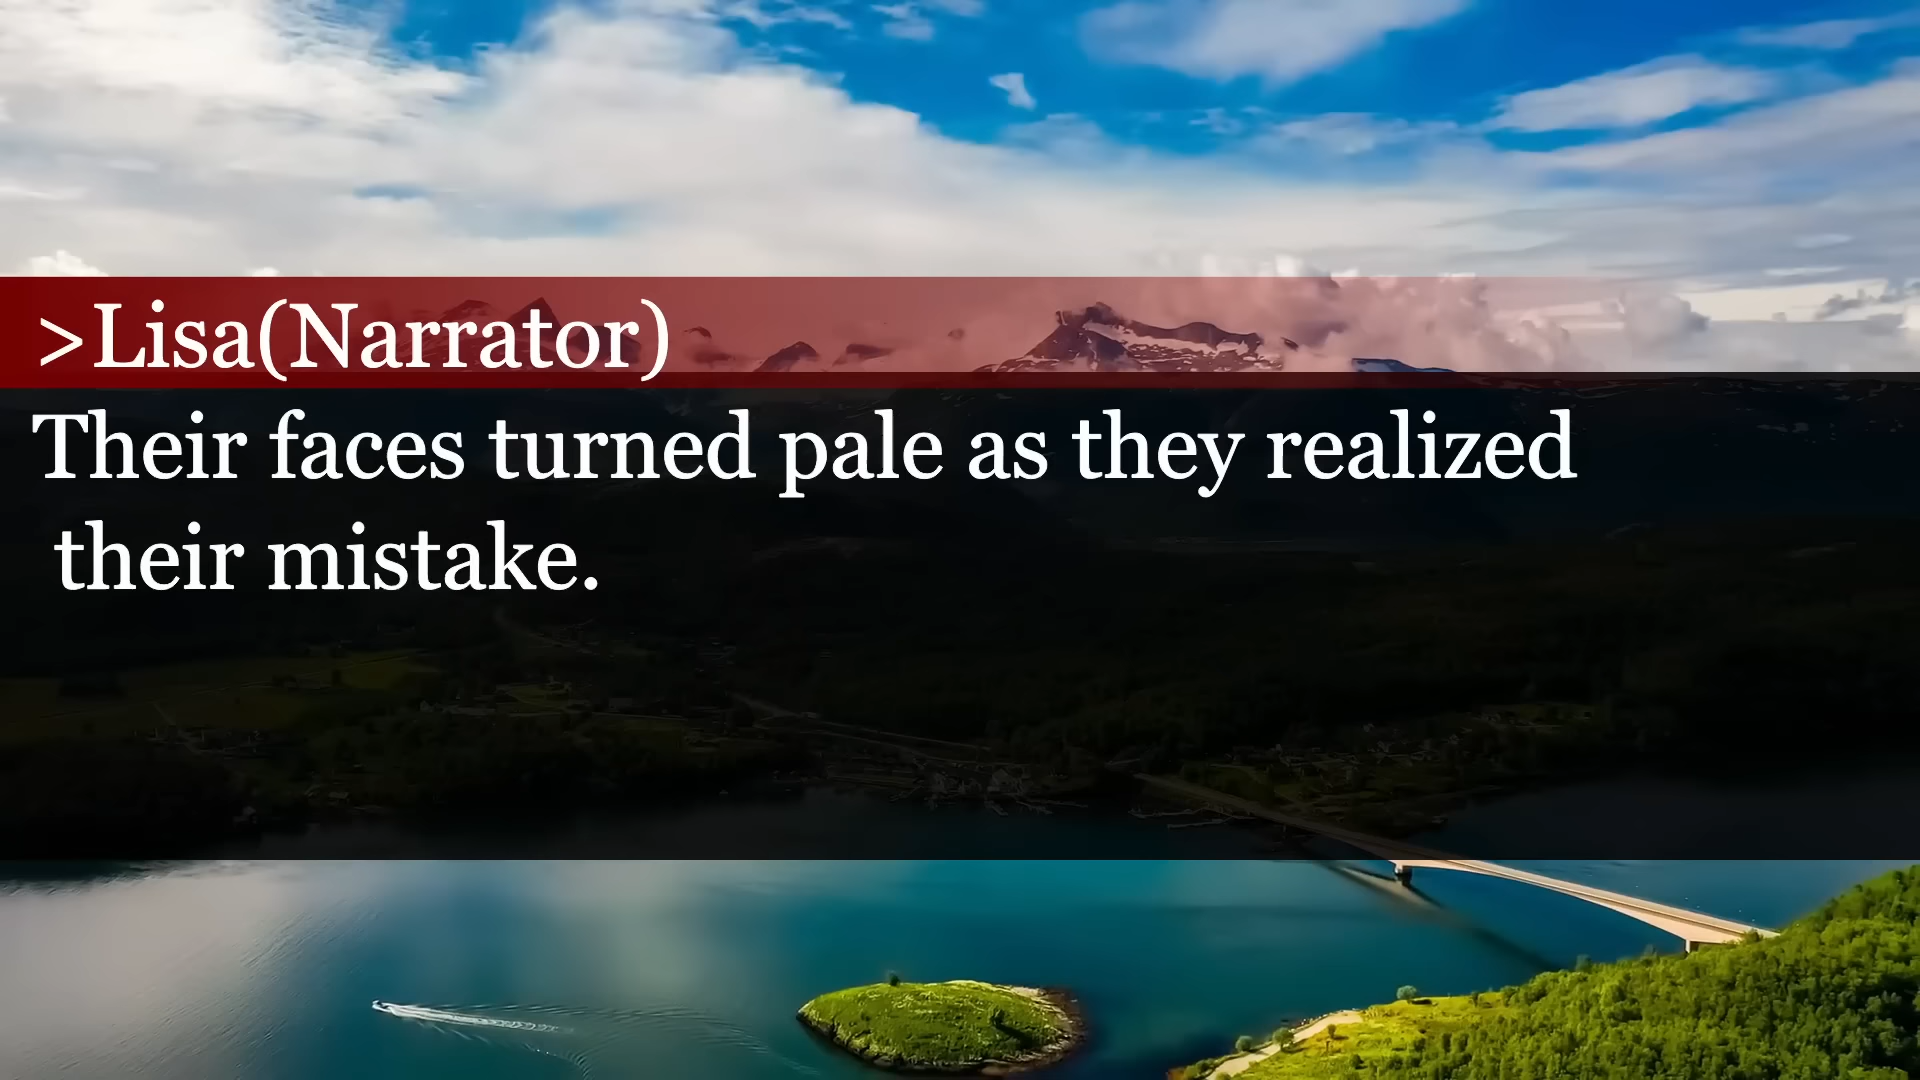 >Lisa(Narrator)
Their faces turned pale as they realized
their mistake.